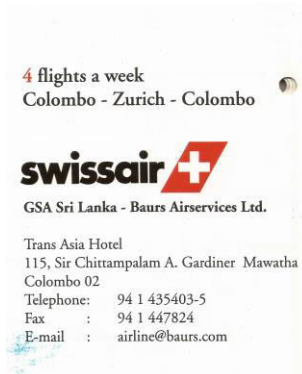 4 flights a week
Colombo - Zurich - Colombo
swissair
GSA Sri Lanka - Baurs Airservices Ltd.
Trans Asia Hotel
115, Sir Chittampalam A. Gardiner Mawatha
Colombo 02
Telephone: 94 1 435403-5
Fax : 94 1 447824
E-mail : airline@baurs.com